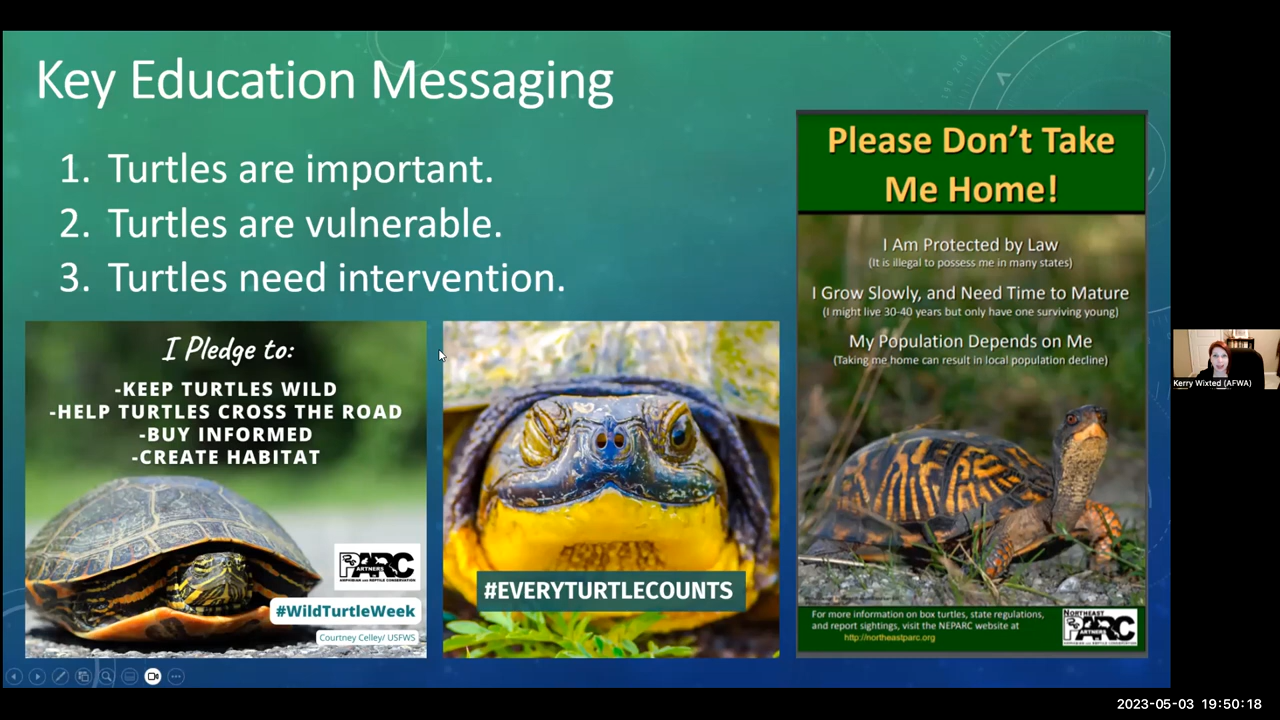 Key Education Messaging
1. Turtles are important.
2. Turtles are vulnerable.
3. Turtles need intervention.
I Pledge to:
-KEEP TURTLES WILD
-HELP TURTLES CROSS THE ROAD
-BUY INFORMED
-CREATE HABITAT
PARC
PARTNERS
AMPHIBIAN AND REPTILE CONSERVATION
#WildTurtleWeek
Courtney Celley/ USFWS
#EVERYTURTLECOUNTS
Please Don't Take
Me Home!
I Am Protected by Law
(It is illegal to possess me in many states)
I Grow Slowly, and Need Time to Mature
(I might live 30-40 years but only have one surviving young)
My Population Depends on Me
(Taking me home can result in local population decline)
For more information on box turtles, state regulations,
and report sightings, visit the NEPARC website at
http://northeastparc.org
NORTHEAST
PARC
PARTNERS
Kerry Wixted (AFWA)
2023-05-03 19:50:18